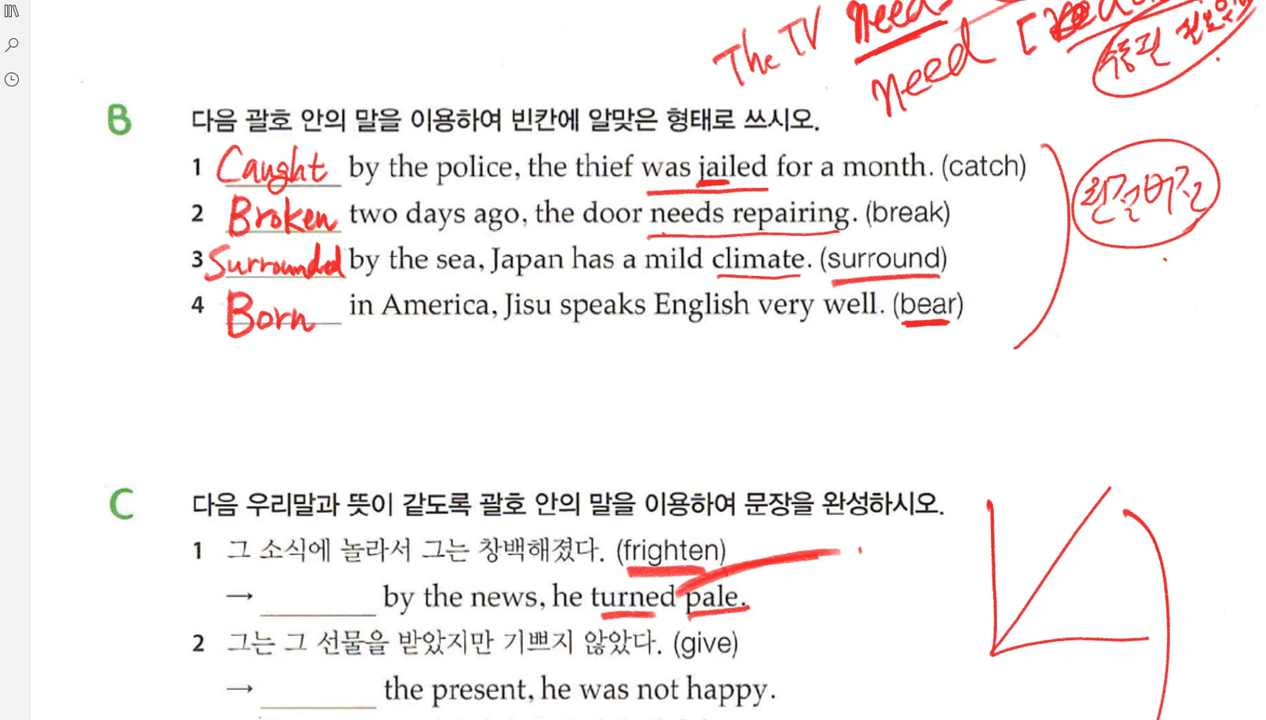 The TV need
need [
수동필
B 다음 괄호 안의 말을 이용하여 빈칸에 알맞은 형태로 쓰시오.
1 Caught by the police, the thief was jailed for a month. (catch)
2 Broken two days ago, the door needs repairing. (break)
3 Surrounded by the sea, Japan has a mild climate. (surround)
4 Born in America, Jisu speaks English very well. (bear)
C 다음 우리말과 뜻이 같도록 괄호 안의 말을 이용하여 문장을 완성하시오.
1 그 소식에 놀라서 그는 창백해졌다. (frighten)
→ ________ by the news, he turned pale.
2 그는 그 선물을 받았지만 기쁘지 않았다. (give)
→ ________ the present, he was not happy.